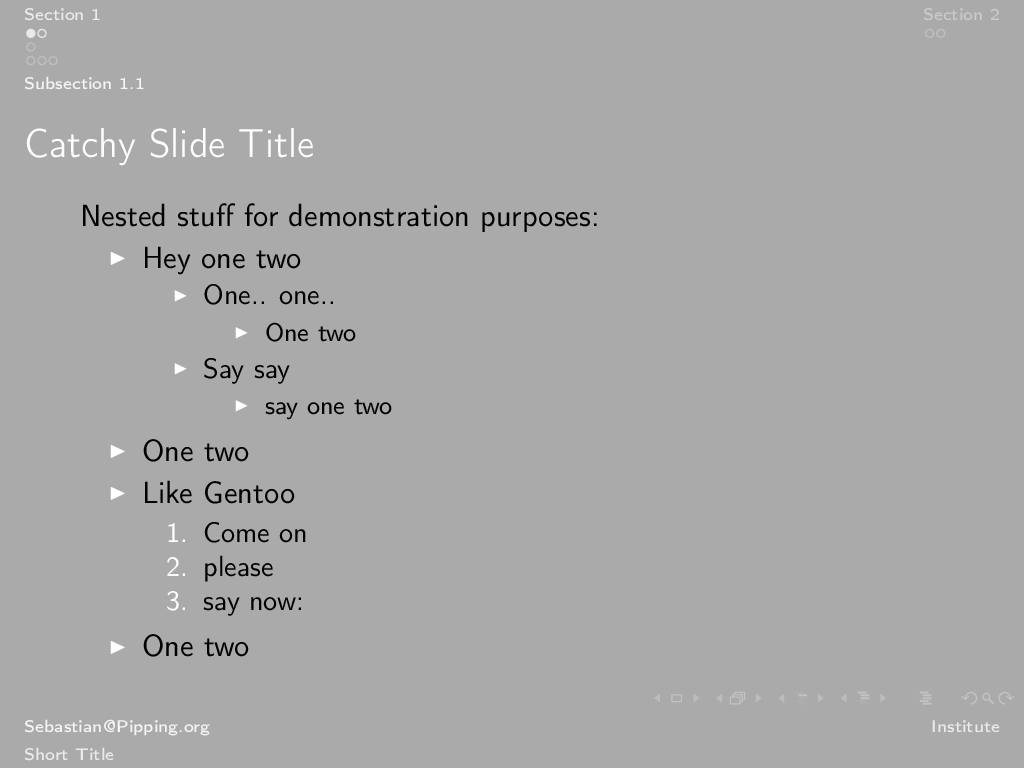 Section 1
Section 2
Subsection 1.1
Catchy Slide Title
Nested stuff for demonstration purposes:
Hey one two
One.. one..
One two
Say say
say one two
One two
Like Gentoo
1. Come on
2. please
3. say now:
One two
Sebastian@Pipping.org
Institute
Short Title